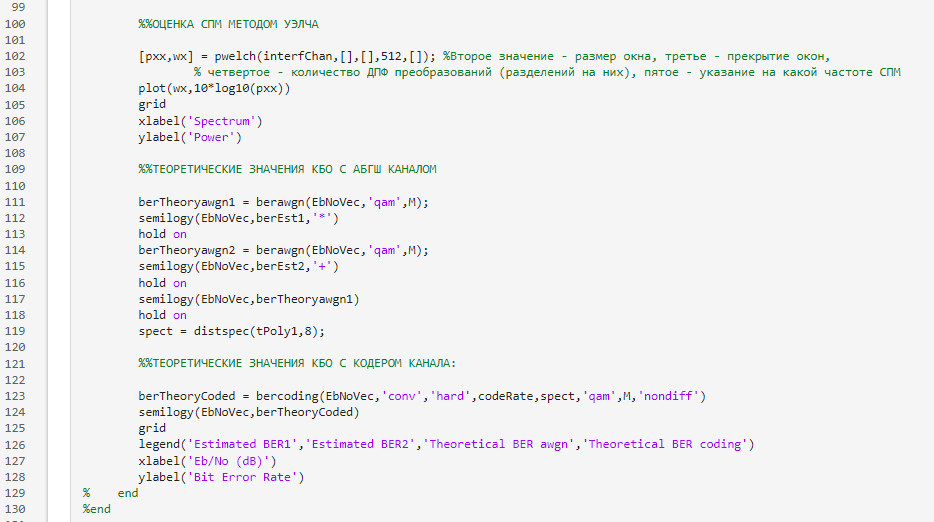 99
100 %%ОЦЕНКА СПМ МЕТОДОМ УЭЛЧА
101
102 [pxx,wx] = pwelch(interfChan,[],[],512,[]); %Второе значение - размер окна, третье - прекрытие окон,
103 % четвертое - количество ДПФ преобразований (разделений на них), пятое - указание на какой частоте СПМ
104 plot(wx,10*log10(pxx))
105 grid
106 xlabel('Spectrum')
107 ylabel('Power')
108
109 %%ТЕОРЕТИЧЕСКИЕ ЗНАЧЕНИЯ КБО С АБГШ КАНАЛОМ
110
111 berTheoryawgn1 = berawgn(EbNoVec,'qam',M);
112 semilogy(EbNoVec,berEst1,'*')
113 hold on
114 berTheoryawgn2 = berawgn(EbNoVec,'qam',M);
115 semilogy(EbNoVec,berEst2,'+')
116 hold on
117 semilogy(EbNoVec,berTheoryawgn1)
118 hold on
119 spect = distspec(tPoly1,8);
120
121 %%ТЕОРЕТИЧЕСКИЕ ЗНАЧЕНИЯ КБО С КОДЕРОМ КАНАЛА:
122
123 berTheoryCoded = bercoding(EbNoVec,'conv','hard',codeRate,spect,'qam',M,'nondiff')
124 semilogy(EbNoVec,berTheoryCoded)
125 grid
126 legend('Estimated BER1','Estimated BER2','Theoretical BER awgn','Theoretical BER coding')
127 xlabel('Eb/No (dB)')
128 ylabel('Bit Error Rate')
129 % end
130 %end